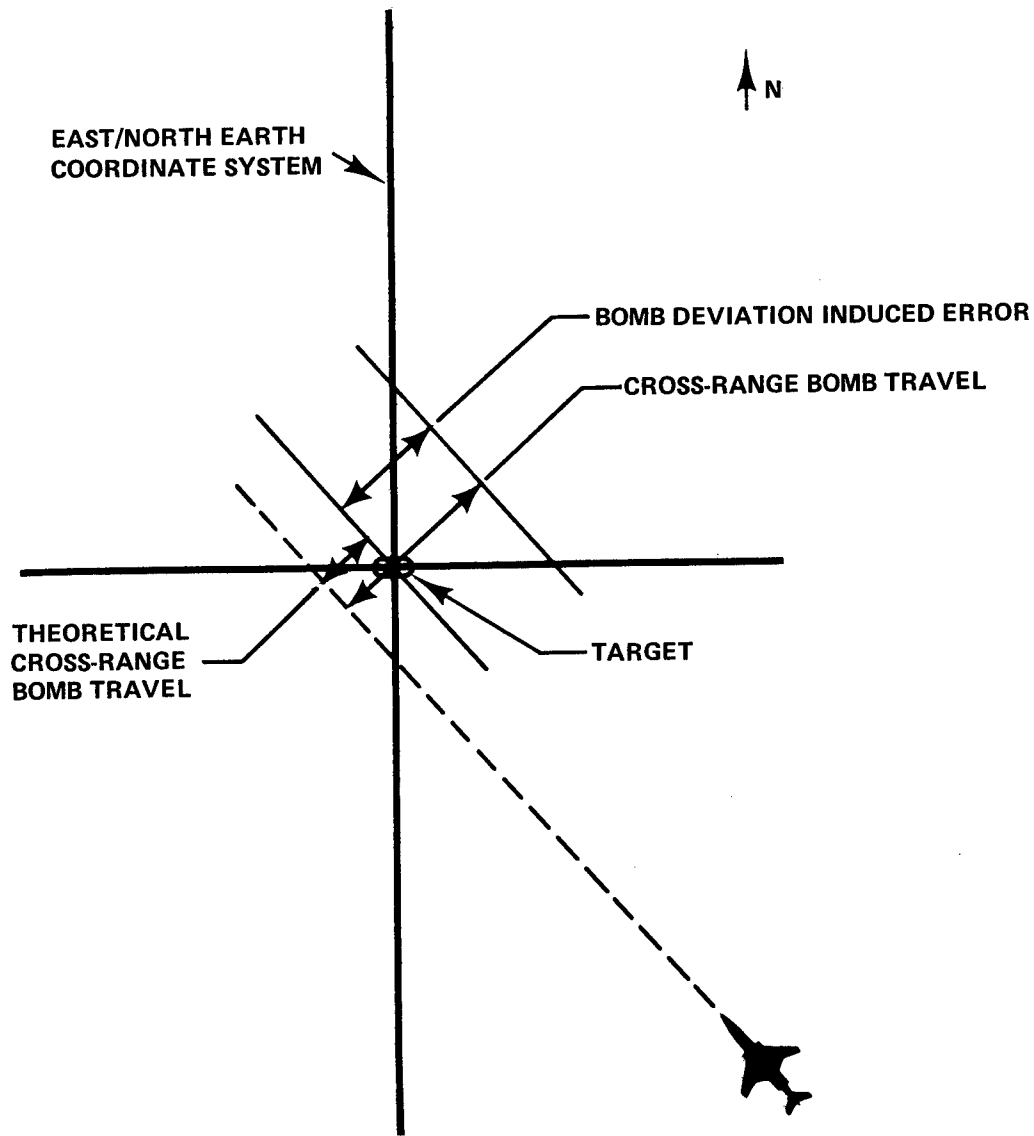 N
EAST/NORTH EARTH
COORDINATE SYSTEM
BOMB DEVIATION INDUCED ERROR
CROSS-RANGE BOMB TRAVEL
THEORETICAL
CROSS-RANGE
BOMB TRAVEL
TARGET